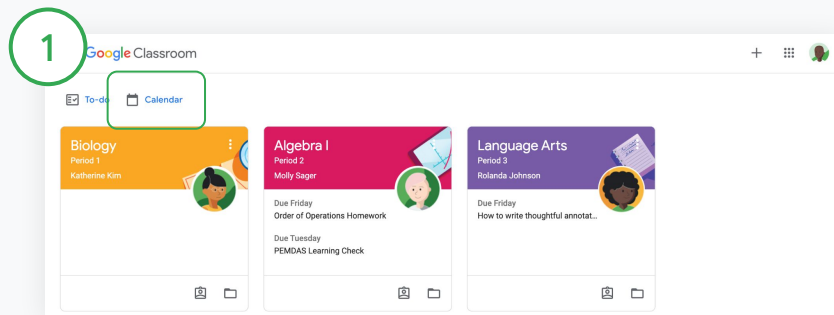 1
Google Classroom
To-do Calendar
Biology
Period 1
Katherine Kim
Algebra I
Period 2
Molly Sager
Due Friday
Order of Operations Homework
Due Tuesday
PEMDAS Learning Check
Language Arts
Period 3
Rolanda Johnson
Due Friday
How to write thoughtful annotat...